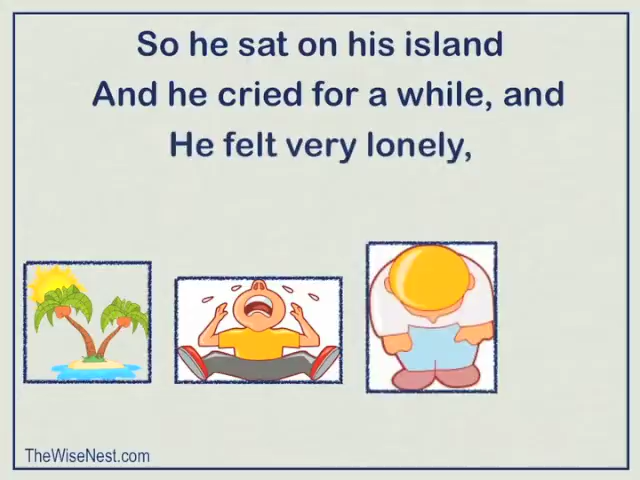 So he sat on his island
And he cried for a while, and
He felt very lonely,
TheWiseNest.com